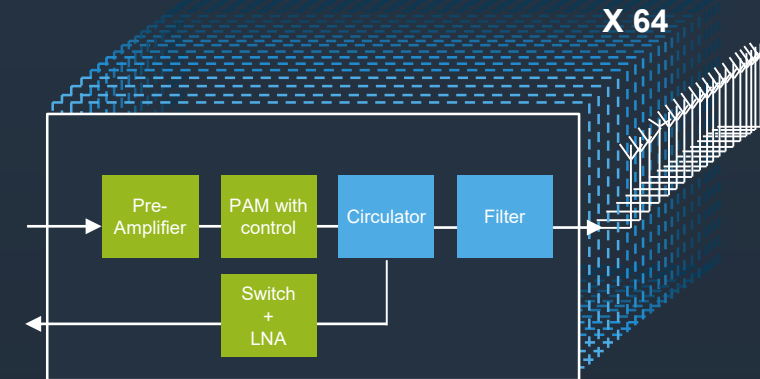 X 64
Pre-
Amplifier
PAM with
control
Circulator
Filter
Switch
+
LNA